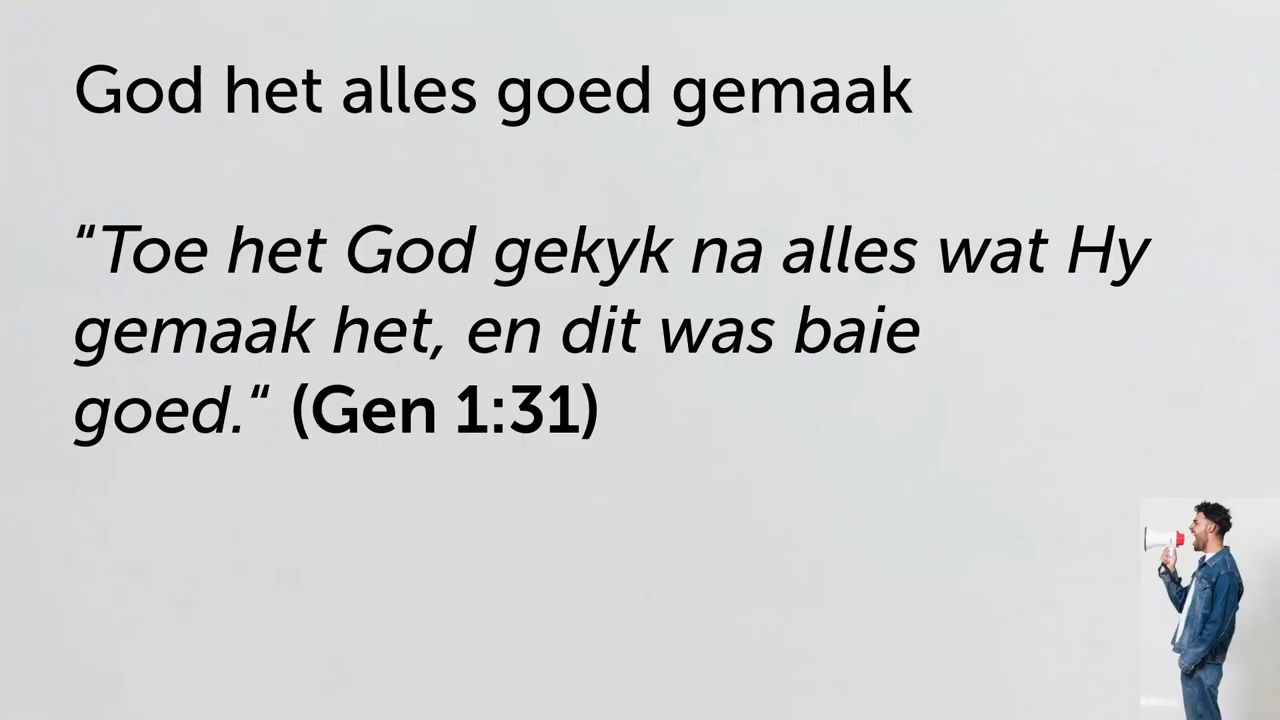 God het alles goed gemaak
“Toe het God gekyk na alles wat Hy
gemaak het, en dit was baie
goed.“ (Gen 1:31)